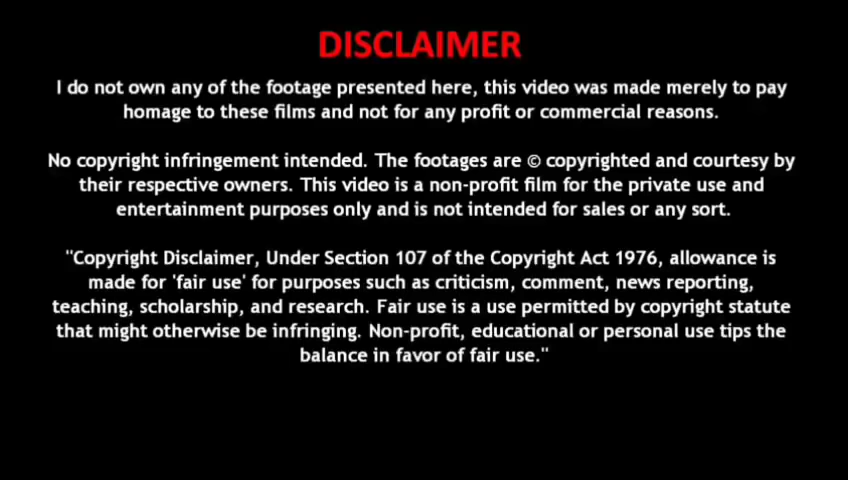 DISCLAIMER
I do not own any of the footage presented here, this video was made merely to pay
homage to these films and not for any profit or commercial reasons.
No copyright infringement intended. The footages are © copyrighted and courtesy by
their respective owners. This video is a non-profit film for the private use and
entertainment purposes only and is not intended for sales or any sort.
"Copyright Disclaimer, Under Section 107 of the Copyright Act 1976, allowance is
made for 'fair use' for purposes such as criticism, comment, news reporting,
teaching, scholarship, and research. Fair use is a use permitted by copyright statute
that might otherwise be infringing. Non-profit, educational or personal use tips the
balance in favor of fair use."